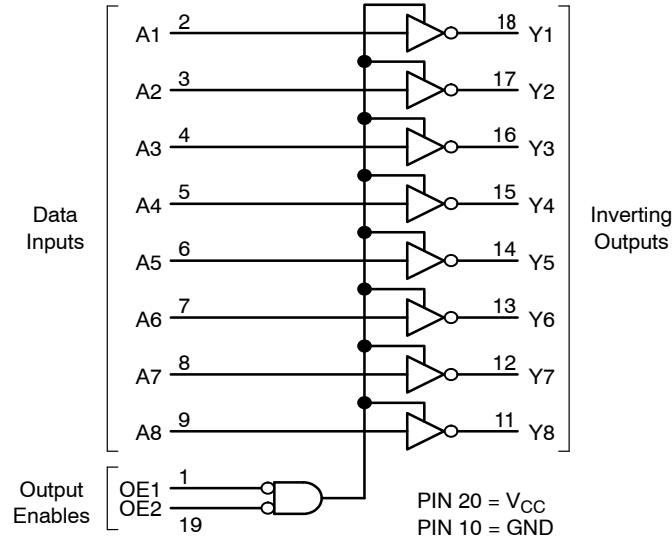 A1 2 18 Y1
A2 3 17 Y2
A3 4 16 Y3
A4 5 15 Y4
Data
Inputs
Inverting
Outputs
A5 6 14 Y5
A6 7 13 Y6
A7 8 12 Y7
A8 9 11 Y8
Output
Enables
OE1 1
OE2 19
PIN 20 = VCC
PIN 10 = GND